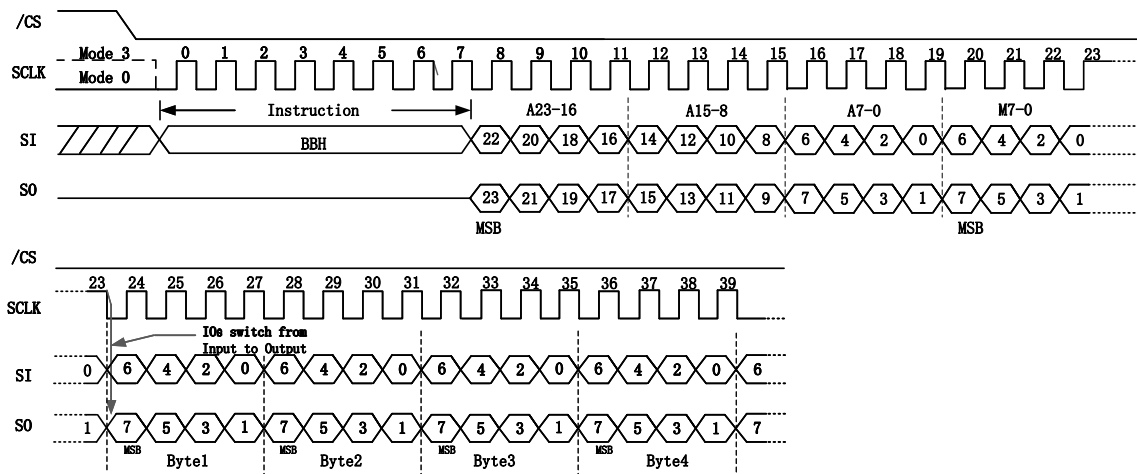 /CS
Mode 3 0 1 2 3 4 5 6 7 8 9 10 11 12 13 14 15 16 17 18 19 20 21 22 23
SCLK
Mode 0
Instruction A23-16 A15-8 A7-0 M7-0
SI BBH 22 20 18 16 14 12 10 8 6 4 2 0 6 4 2 0
SO 23 21 19 17 15 13 11 9 7 5 3 1 7 5 3 1
MSB MSB
/CS
23 24 25 26 27 28 29 30 31 32 33 34 35 36 37 38 39
SCLK
IOs switch from
Input to Output
SI 0 6 4 2 0 6 4 2 0 6 4 2 0 6 4 2 0 6
SO 1 7 5 3 1 7 5 3 1 7 5 3 1 7 5 3 1 7
MSB MSB MSB MSB
Byte1 Byte2 Byte3 Byte4